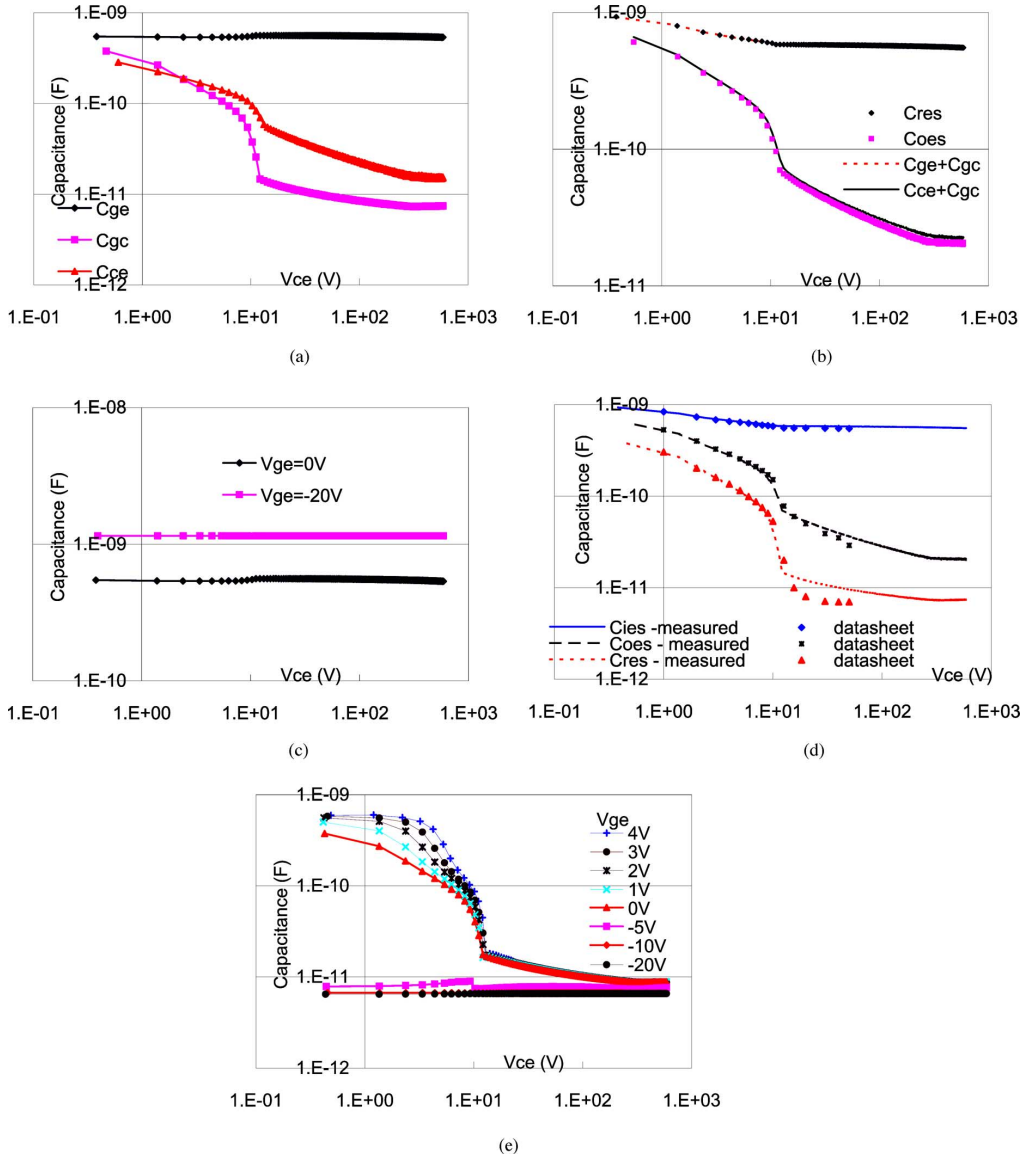 1.E-09
Capacitance (F)
1.E-10
1.E-11
Cge
Cgc
Cce
1.E-12
Vce (V)
1.E-01 1.E+00 1.E+01 1.E+02 1.E+03
(a)
1.E-09
Capacitance (F)
1.E-10
Cres
Coes
Cge+Cgc
Cce+Cgc
1.E-11
Vce (V)
1.E-01 1.E+00 1.E+01 1.E+02 1.E+03
(b)
1.E-08
Capacitance (F)
Vge=0V
Vge=-20V
1.E-09
1.E-10
Vce (V)
1.E-01 1.E+00 1.E+01 1.E+02 1.E+03
(c)
1.E-09
Capacitance (F)
1.E-10
1.E-11
Cies -measured datasheet
Coes - measured datasheet
Cres - measured datasheet
1.E-12
Vce (V)
1.E-01 1.E+00 1.E+01 1.E+02 1.E+03
(d)
1.E-09
Capacitance (F)
1.E-10
1.E-11
1.E-12
Vge
4V
3V
2V
1V
0V
-5V
-10V
-20V
Vce (V)
1.E-01 1.E+00 1.E+01 1.E+02 1.E+03
(e)